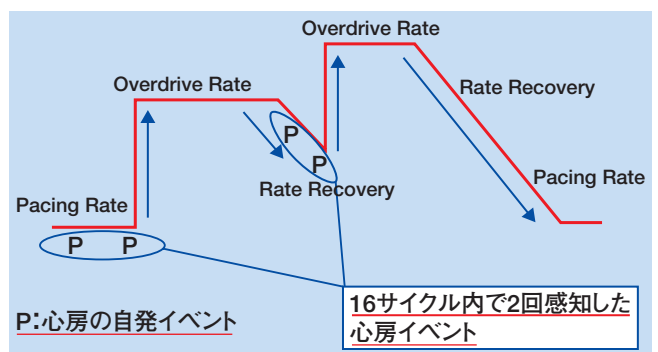 Overdrive Rate
Overdrive Rate
Rate Recovery
P
P
Rate Recovery
Pacing Rate
Pacing Rate
P P
P:心房の自発イベント
16サイクル内で2回感知した
心房イベント